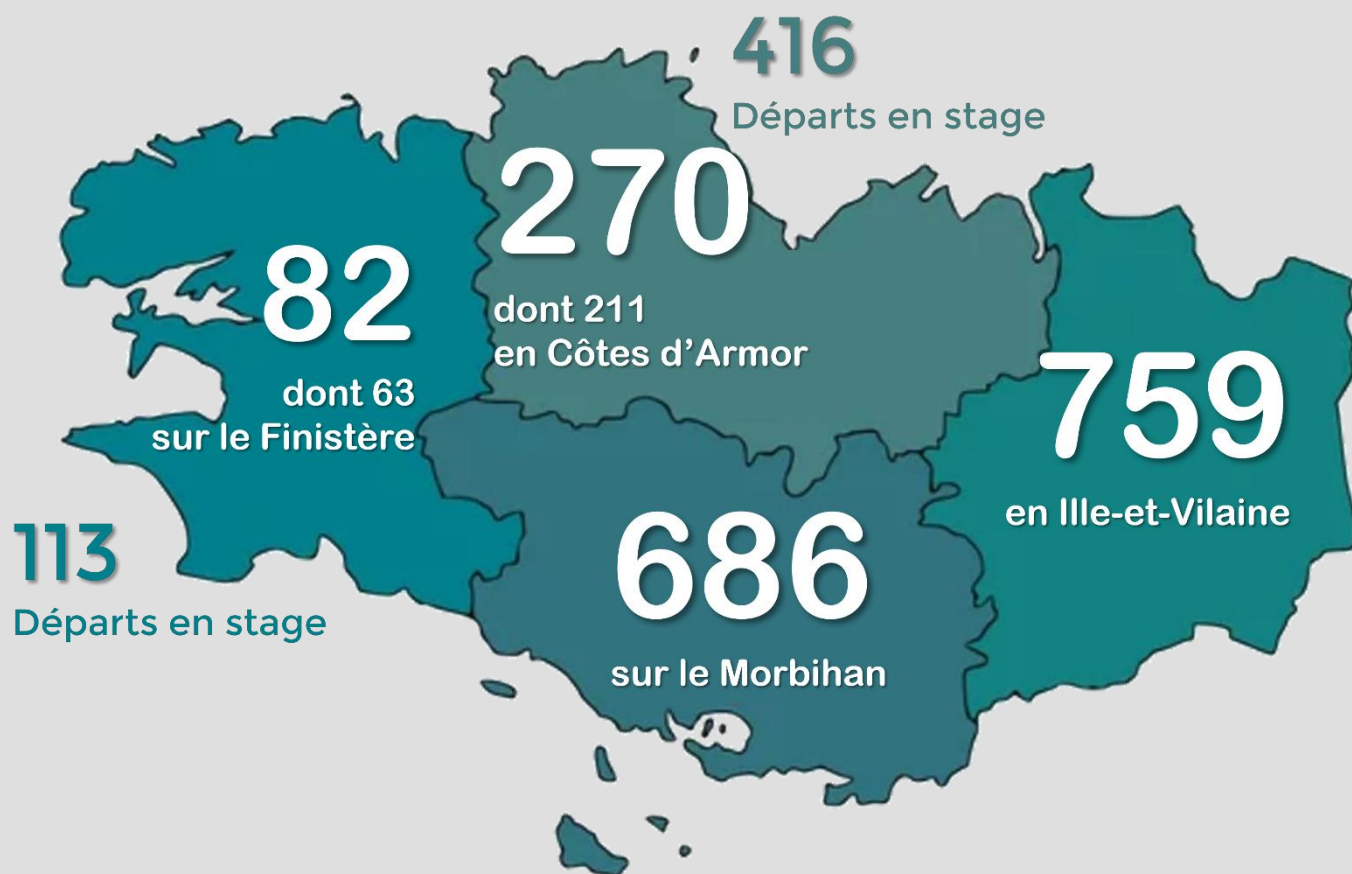 416
Départs en stage
270
dont 211
en Côtes d’Armor
82
dont 63
sur le Finistère
759
en Ille-et-Vilaine
113
Départs en stage
686
sur le Morbihan